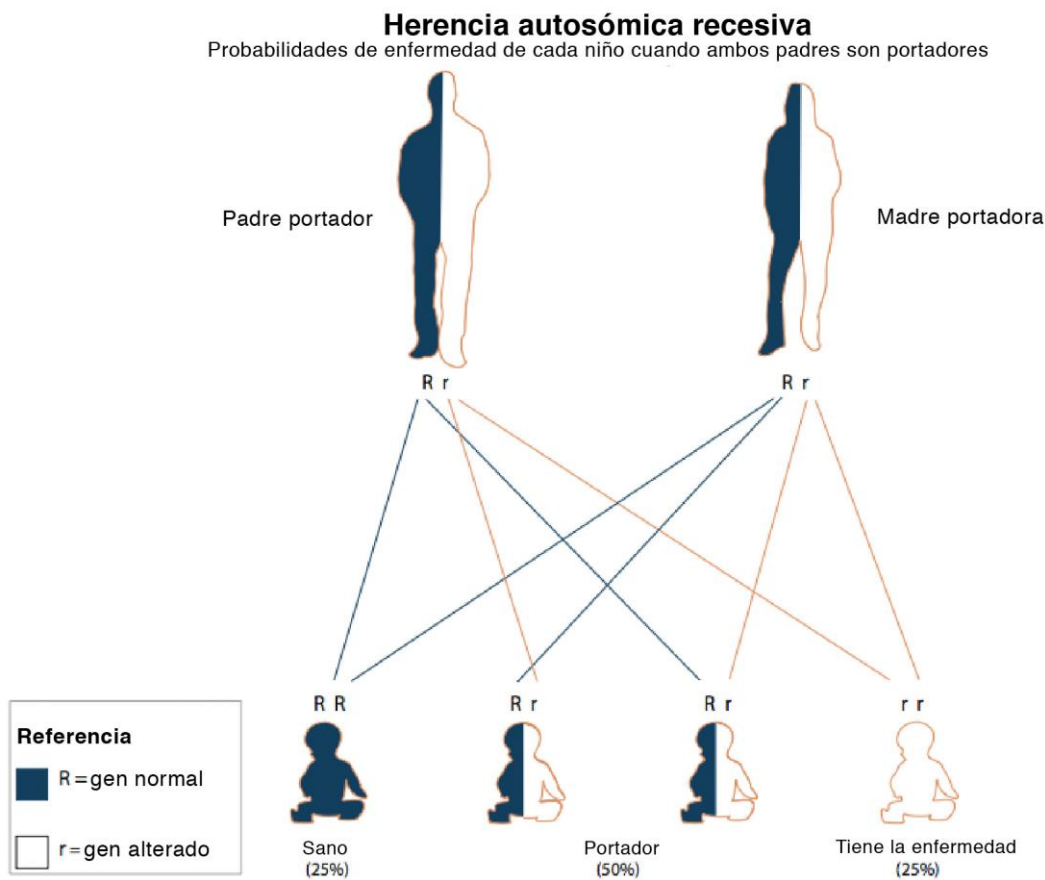 Herencia autosómica recesiva
Probabilidades de enfermedad de cada niño cuando ambos padres son portadores
Padre portador
Madre portadora
R r
R r
R R
R r
R r
r r
Referencia
R=gen normal
r=gen alterado
Sano
(25%)
Portador
(50%)
Tiene la enfermedad
(25%)